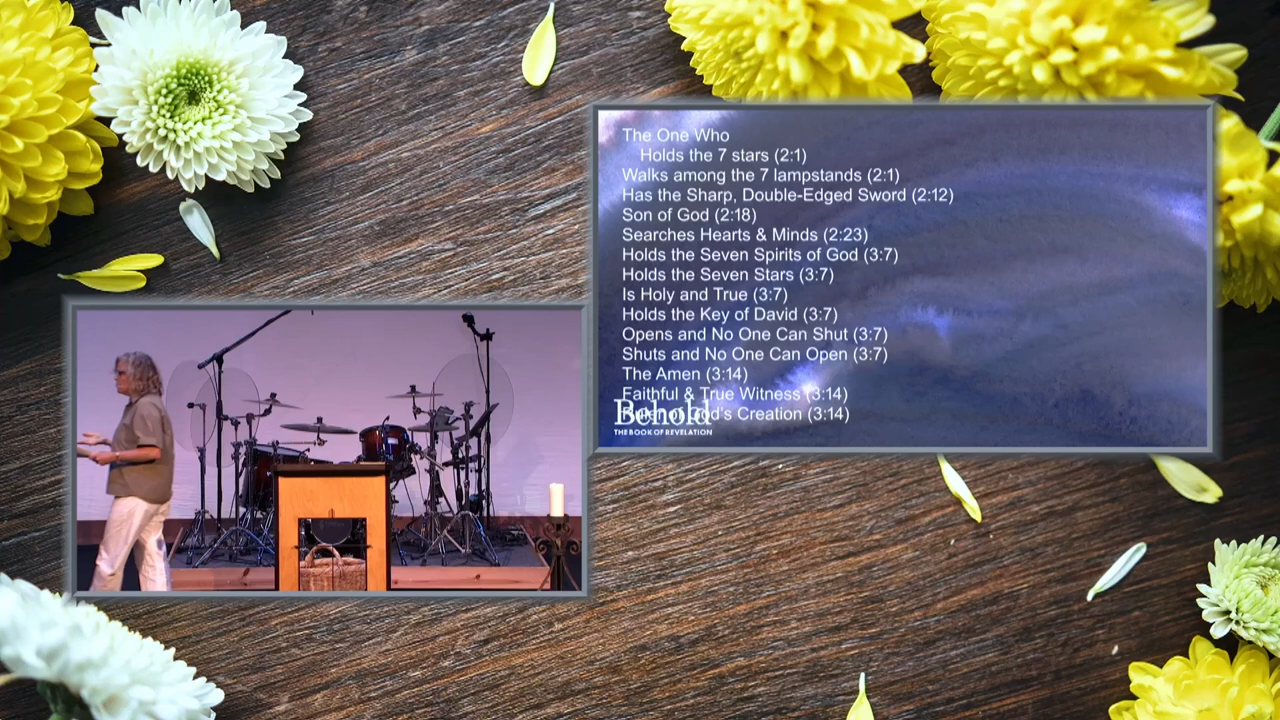 The One Who
Holds the 7 stars (2:1)
Walks among the 7 lampstands (2:1)
Has the Sharp, Double-Edged Sword (2:12)
Son of God (2:18)
Searches Hearts & Minds (2:23)
Holds the Seven Spirits of God (3:7)
Holds the Seven Stars (3:7)
Is Holy and True (3:7)
Holds the Key of David (3:7)
Opens and No One Can Shut (3:7)
Shuts and No One Can Open (3:7)
The Amen (3:14)
Faithful & True Witness (3:14)
Ruler of God's Creation (3:14)
Behold
THE BOOK OF REVELATION